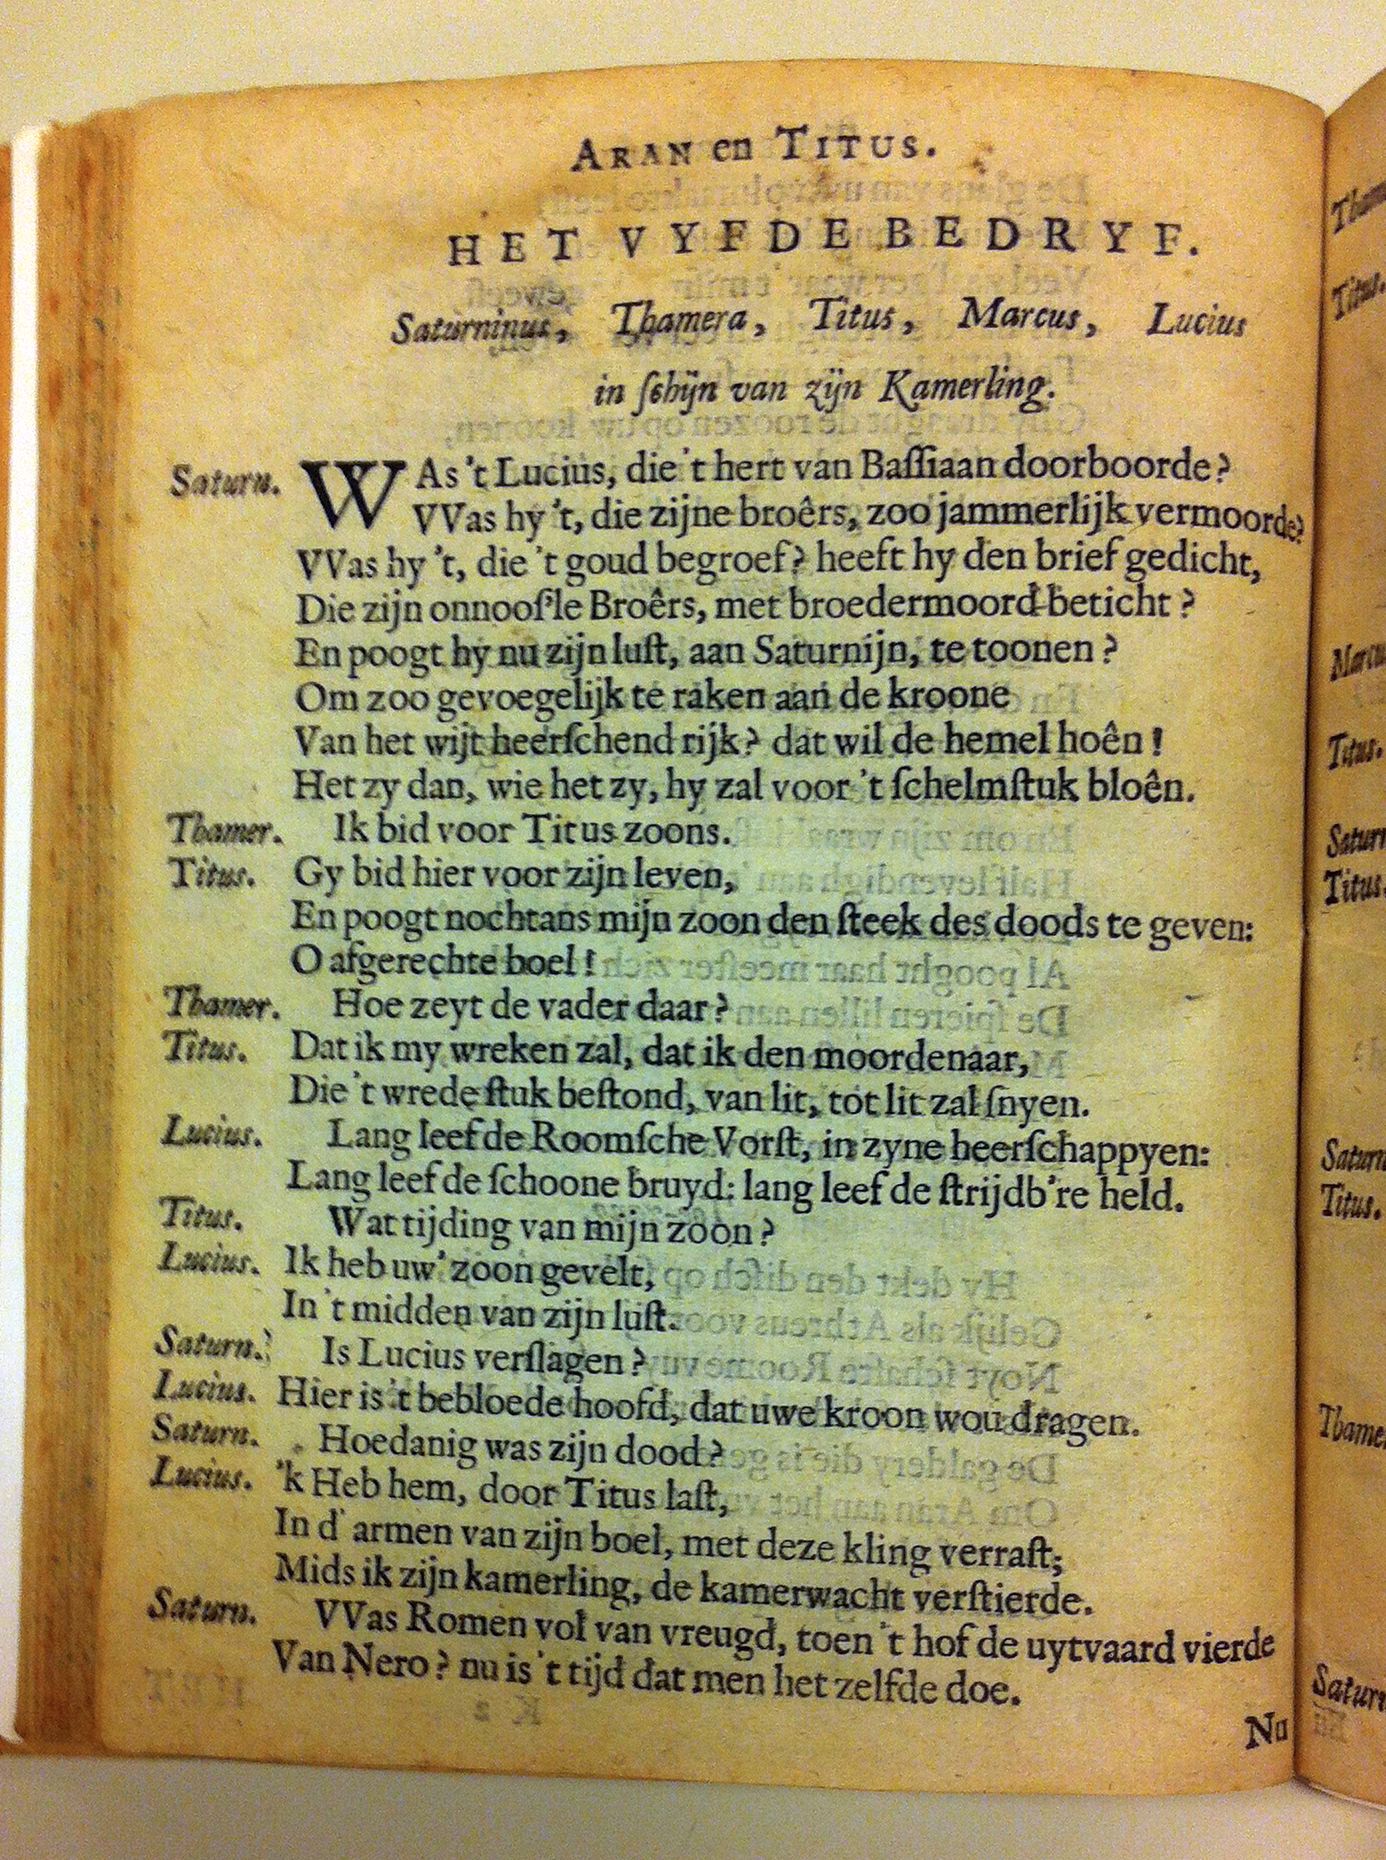 ARAN en TITUS.
HET VYFDE BEDRYF.
Saturninus, Thamera, Titus, Marcus, Lucius
in ſchijn van zijn Kamerling.
Saturn. WAs 't Lucius, die 't hert van Baſſiaan doorboorde?
VVas hy 't, die zijne broêrs, zoo jammerlijk vermoorde?
VVas hy 't, die 't goud begroef? heeft hy den brief gedicht,
Die zijn onnooſ'le Broêrs, met broedermoord beticht?
En poogt hy nu zijn luſt, aan Saturnijn, te toonen?
Om zoo gevoegelijk te raken aan de kroone
Van het wijt heerſchend rijk? dat wil de hemel hoên!
Het zy dan, wie het zy, hy zal voor 't ſchelmſtuk bloên.
Thamer. Ik bid voor Titus zoons.
Titus. Gy bid hier voor zijn leven,
En poogt nochtans mijn zoon den ſteek des doods te geven:
O afgerechte boel!
Thamer. Hoe zeyt de vader daar?
Titus. Dat ik my wreken zal, dat ik den moordenaar,
Die 't wrede ſtuk beſtond, van lit, tot lit zal ſnyen.
Lucius. Lang leef de Roomſche Vorſt, in zyne heerſchappyen:
Lang leef de ſchoone bruyd: lang leef de ſtrijdb're held.
Titus. Wat tijding van mijn zoon?
Lucius. Ik heb uw' zoon gevelt,
In 't midden van zijn luſt.
Saturn. Is Lucius verſlagen?
Lucius. Hier is 't bebloede hoofd, dat uwe kroon wou dragen.
Saturn. Hoedanig was zijn dood?
Lucius. 'k Heb hem, door Titus laſt,
In d' armen van zijn boel, met deze kling verraſt;
Mids ik zijn kamerling, de kamerwacht verſtierde.
Saturn. VVas Romen vol van vreugd, toen 't hof de uytvaard vierde
Van Nero? nu is 't tijd dat men het zelfde doe.
Nu
Titus.
Titus.
Titus.
Titus.